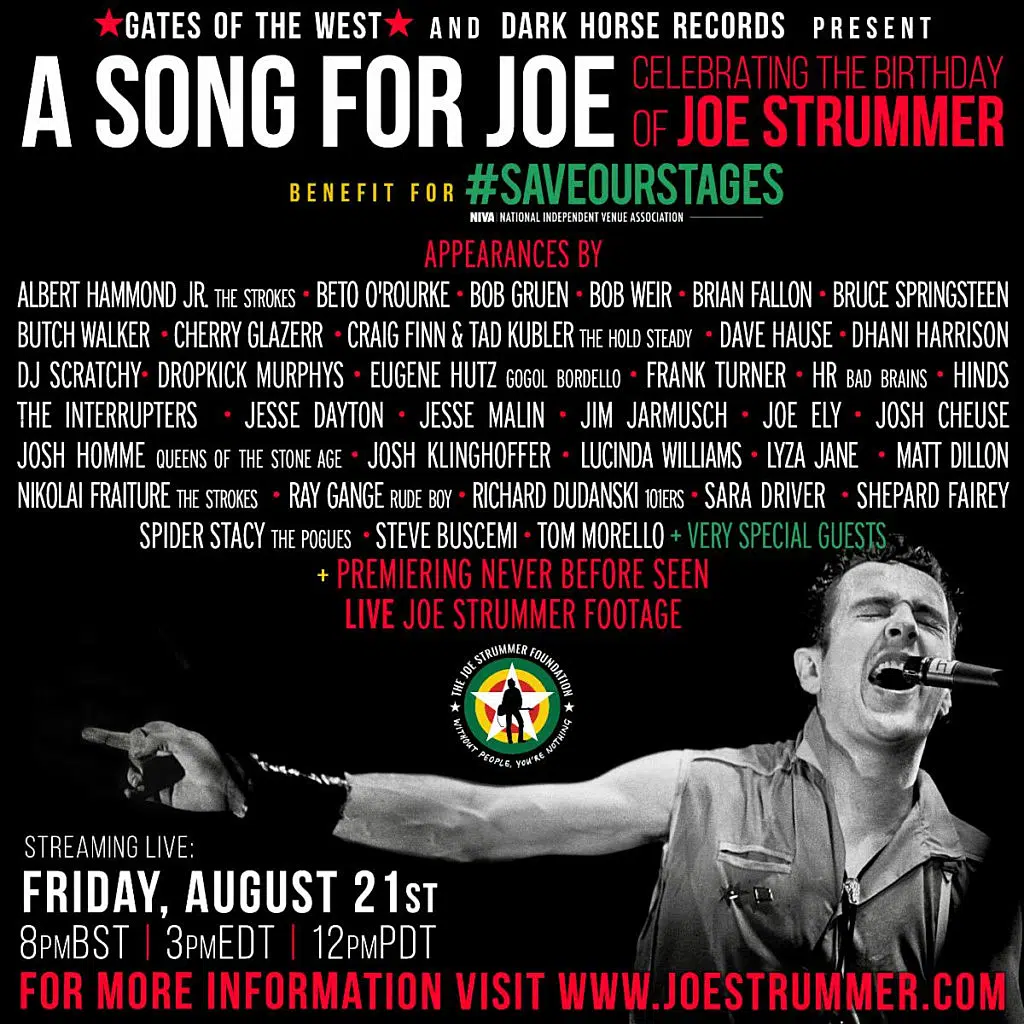 ★GATES OF THE WEST★ AND DARK HORSE RECORDS PRESENT
A SONG FOR JOE
CELEBRATING THE BIRTHDAY
OF JOE STRUMMER
BENEFIT FOR #SAVEOURSTAGES
NIVA | NATIONAL INDEPENDENT VENUE ASSOCIATION
APPEARANCES BY
ALBERT HAMMOND JR. THE STROKES • BETO O'ROURKE • BOB GRUEN • BOB WEIR • BRIAN FALLON • BRUCE SPRINGSTEEN
BUTCH WALKER • CHERRY GLAZERR • CRAIG FINN & TAD KUBLER THE HOLD STEADY • DAVE HAUSE • DHANI HARRISON
DJ SCRATCHY • DROPKICK MURPHYS • EUGENE HUTZ GOGOL BORDELLO • FRANK TURNER • HR BAD BRAINS • HINDS
THE INTERRUPTERS • JESSE DAYTON • JESSE MALIN • JIM JARMUSCH • JOE ELY • JOSH CHEUSE
JOSH HOMME QUEENS OF THE STONE AGE • JOSH KLINGHOFFER • LUCINDA WILLIAMS • LYZA JANE • MATT DILLON
NIKOLAI FRAITURE THE STROKES • RAY GANGE RUDE BOY • RICHARD DUDANSKI 101ERS • SARA DRIVER • SHEPARD FAIREY
SPIDER STACY THE POGUES • STEVE BUSCEMI • TOM MORELLO + VERY SPECIAL GUESTS
+ PREMIERING NEVER BEFORE SEEN
LIVE JOE STRUMMER FOOTAGE
THE JOE STRUMMER FOUNDATION
WITHOUT PEOPLE, YOU'RE NOTHING
STREAMING LIVE:
FRIDAY, AUGUST 21ST
8PMBST | 3PMEDT | 12PMPDT
FOR MORE INFORMATION VISIT WWW.JOESTRUMMER.COM